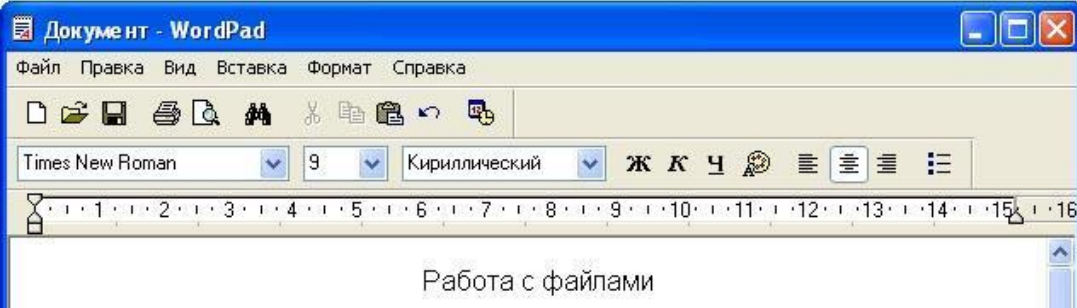 Документ - WordPad
Файл Правка Вид Вставка Формат Справка
Times New Roman 9 Кириллический Ж К Ч
1 2 3 4 5 6 7 8 9 10 11 12 13 14 15 16
Работа с файлами